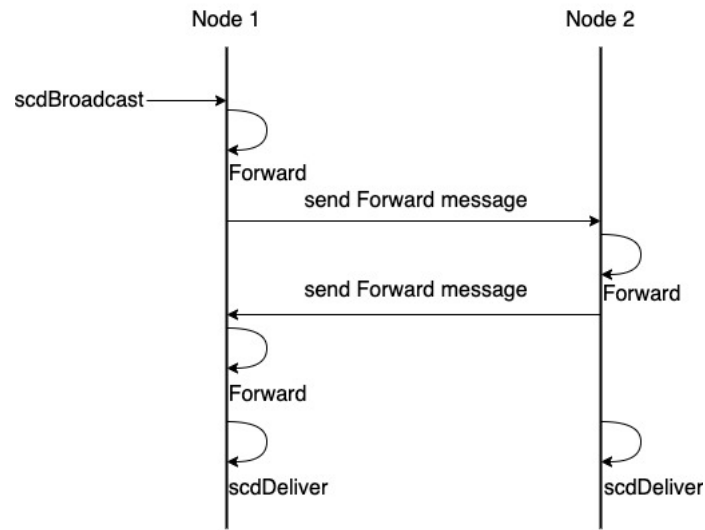 Node 1
Node 2
scdBroadcast
Forward
send Forward message
Forward
send Forward message
Forward
scdDeliver
scdDeliver